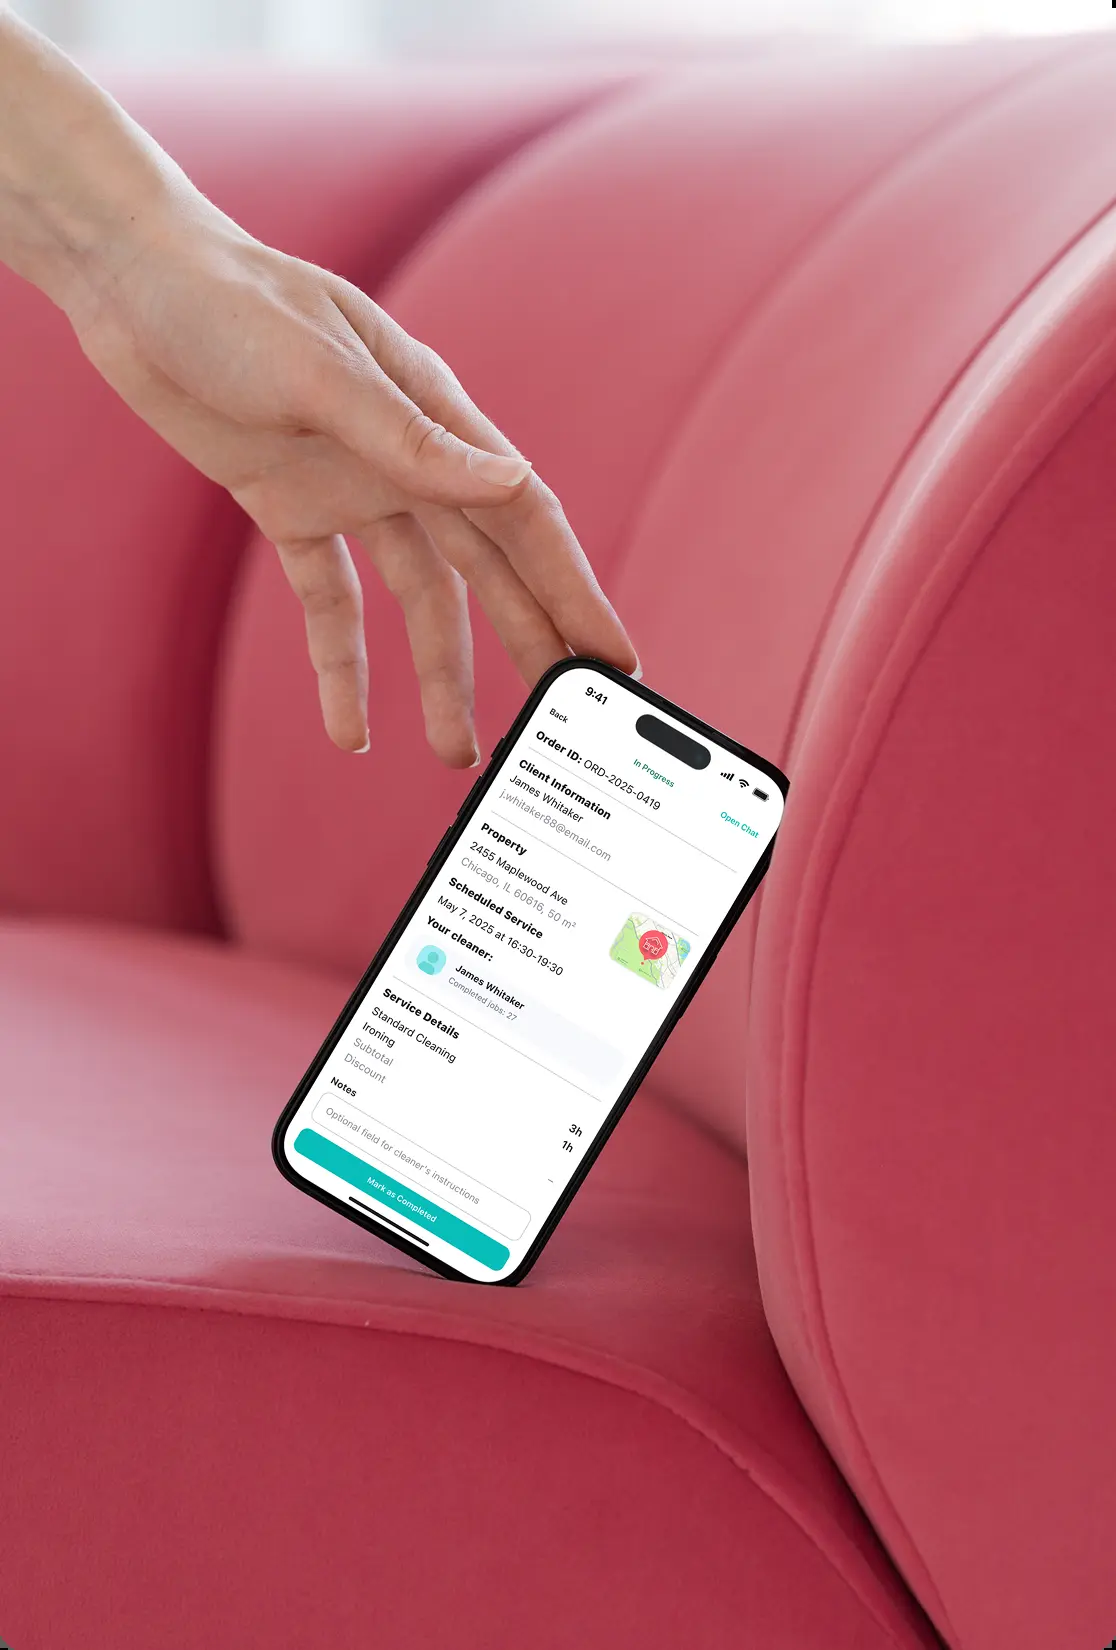 9:41
Back
In Progress
Order ID: ORD-2025-0419
Open Chat
Client Information
James Whitaker
j.whitaker88@email.com
Property
2455 Maplewood Ave
Chicago, IL 60616, 50 m²
Scheduled Service
May 7, 2025 at 16:30-19:30
Your cleaner:
James Whitaker
Completed jobs: 27
Service Details
Standard Cleaning 3h
Ironing 1h
Subtotal
Discount –
Notes
Optional field for cleaner's instructions
Mark as Completed